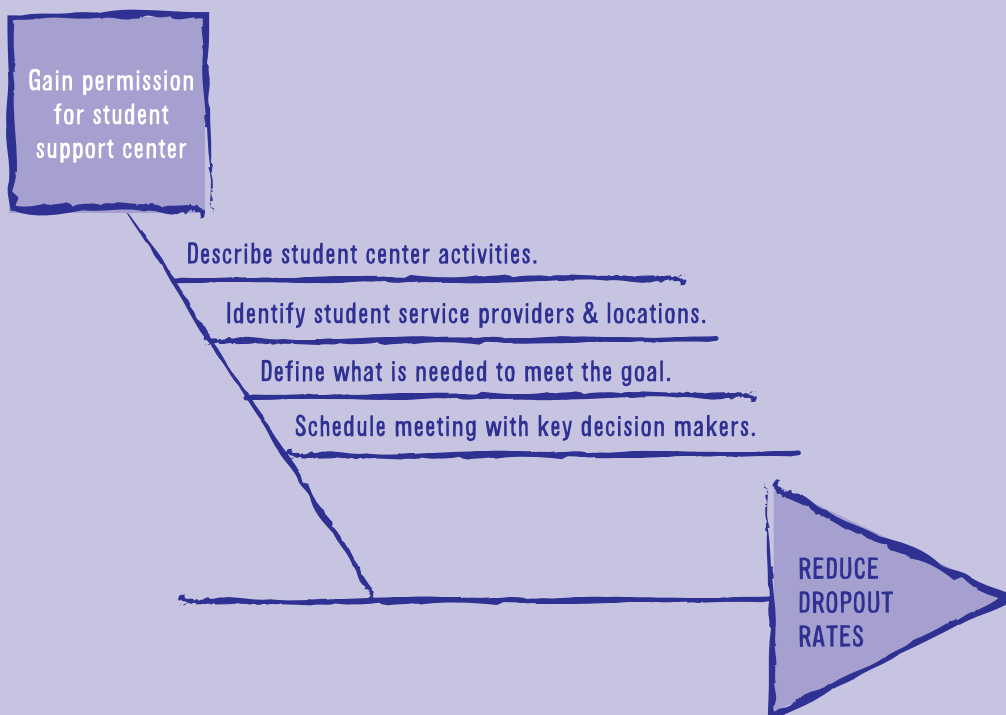 Gain permission
for student
support center
Describe student center activities.
Identify student service providers & locations.
Define what is needed to meet the goal.
Schedule meeting with key decision makers.
REDUCE
DROPOUT
RATES